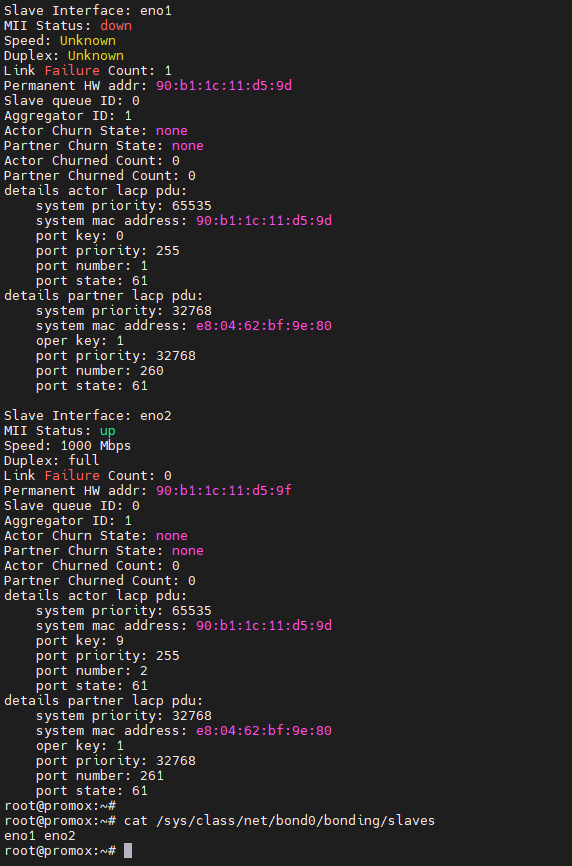 Slave Interface: eno1
MII Status: down
Speed: Unknown
Duplex: Unknown
Link Failure Count: 1
Permanent HW addr: 90:b1:1c:11:d5:9d
Slave queue ID: 0
Aggregator ID: 1
Actor Churn State: none
Partner Churn State: none
Actor Churned Count: 0
Partner Churned Count: 0
details actor lacp pdu:
    system priority: 65535
    system mac address: 90:b1:1c:11:d5:9d
    port key: 0
    port priority: 255
    port number: 1
    port state: 61
details partner lacp pdu:
    system priority: 32768
    system mac address: e8:04:62:bf:9e:80
    oper key: 1
    port priority: 32768
    port number: 260
    port state: 61

Slave Interface: eno2
MII Status: up
Speed: 1000 Mbps
Duplex: full
Link Failure Count: 0
Permanent HW addr: 90:b1:1c:11:d5:9f
Slave queue ID: 0
Aggregator ID: 1
Actor Churn State: none
Partner Churn State: none
Actor Churned Count: 0
Partner Churned Count: 0
details actor lacp pdu:
    system priority: 65535
    system mac address: 90:b1:1c:11:d5:9d
    port key: 9
    port priority: 255
    port number: 2
    port state: 61
details partner lacp pdu:
    system priority: 32768
    system mac address: e8:04:62:bf:9e:80
    oper key: 1
    port priority: 32768
    port number: 261
    port state: 61
root@promox:~#
root@promox:~# cat /sys/class/net/bond0/bonding/slaves
eno1 eno2
root@promox:~#